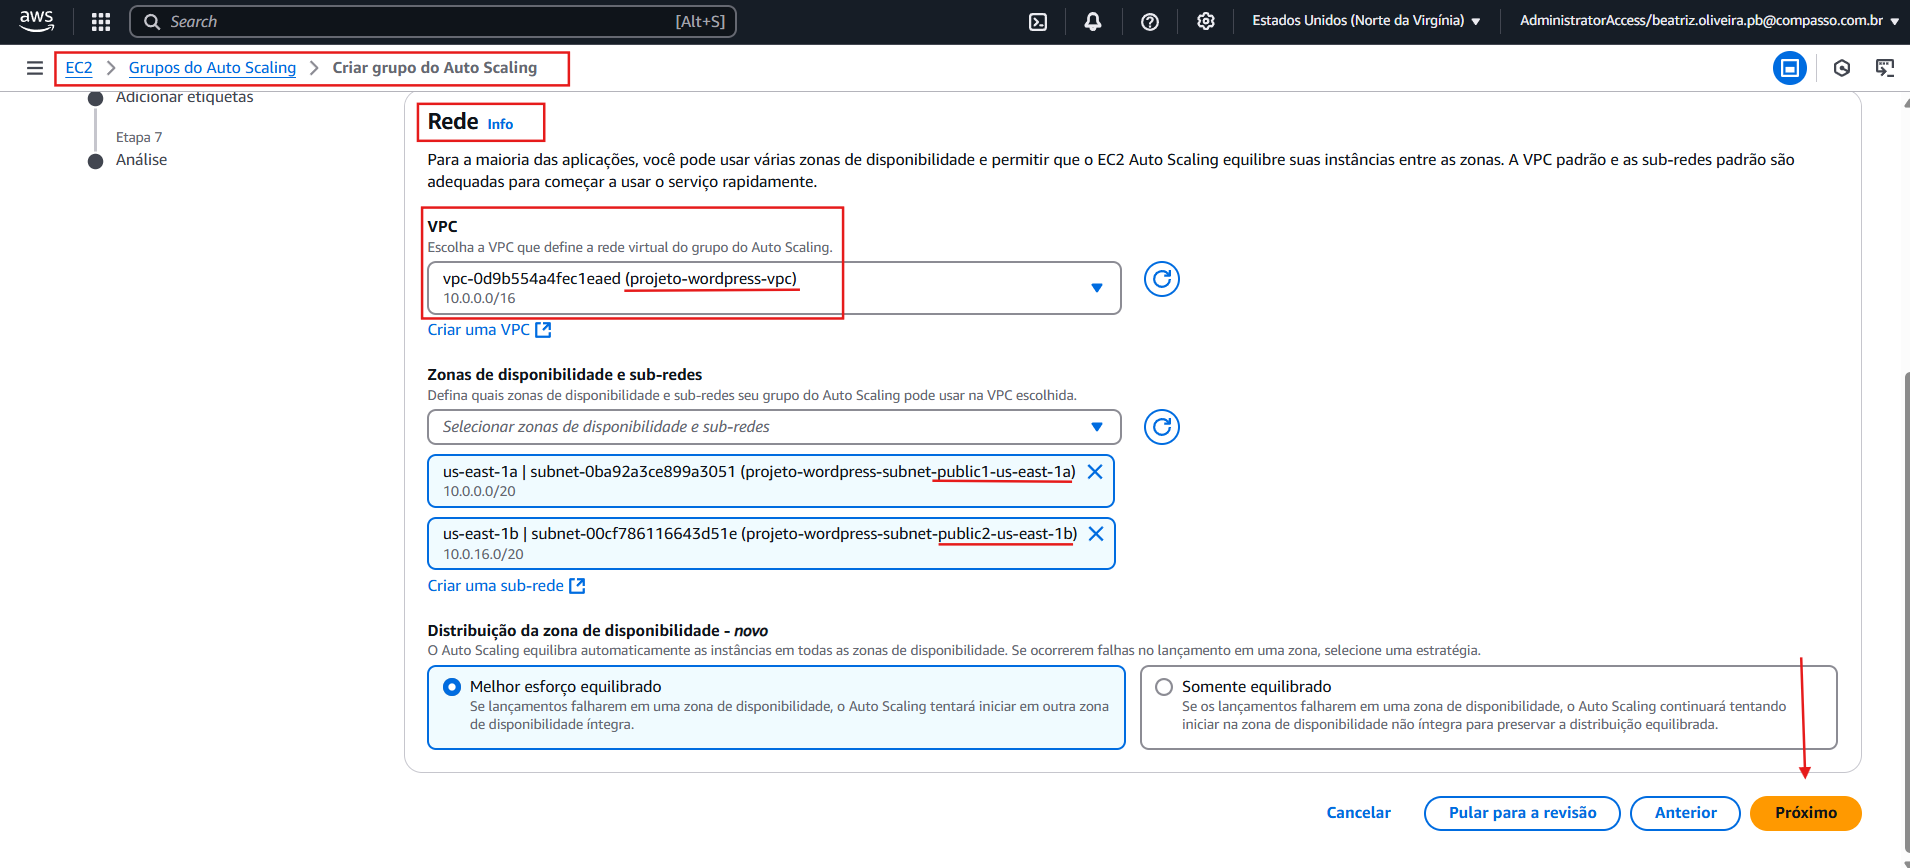 aws
Search
[Alt+S]
Estados Unidos (Norte da Virgínia)
AdministratorAccess/beatriz.oliveira.pb@compasso.com.br
EC2 > Grupos do Auto Scaling > Criar grupo do Auto Scaling
Adicionar etiquetas
Etapa 7
Análise
Rede Info
Para a maioria das aplicações, você pode usar várias zonas de disponibilidade e permitir que o EC2 Auto Scaling equilibre suas instâncias entre as zonas. A VPC padrão e as sub-redes padrão são
adequadas para começar a usar o serviço rapidamente.
VPC
Escolha a VPC que define a rede virtual do grupo do Auto Scaling.
vpc-0d9b554a4fec1eaed (projeto-wordpress-vpc)
10.0.0.0/16
Criar uma VPC
Zonas de disponibilidade e sub-redes
Defina quais zonas de disponibilidade e sub-redes seu grupo do Auto Scaling pode usar na VPC escolhida.
Selecionar zonas de disponibilidade e sub-redes
us-east-1a | subnet-0ba92a3ce899a3051 (projeto-wordpress-subnet-public1-us-east-1a)
10.0.0.0/20
us-east-1b | subnet-00cf786116643d51e (projeto-wordpress-subnet-public2-us-east-1b)
10.0.16.0/20
Criar uma sub-rede
Distribuição da zona de disponibilidade - novo
O Auto Scaling equilibra automaticamente as instâncias em todas as zonas de disponibilidade. Se ocorrerem falhas no lançamento em uma zona, selecione uma estratégia.
Melhor esforço equilibrado
Se lançamentos falharem em uma zona de disponibilidade, o Auto Scaling tentará iniciar em outra zona
de disponibilidade íntegra.
Somente equilibrado
Se os lançamentos falharem em uma zona de disponibilidade, o Auto Scaling continuará tentando
iniciar na zona de disponibilidade não íntegra para preservar a distribuição equilibrada.
Cancelar
Pular para a revisão
Anterior
Próximo